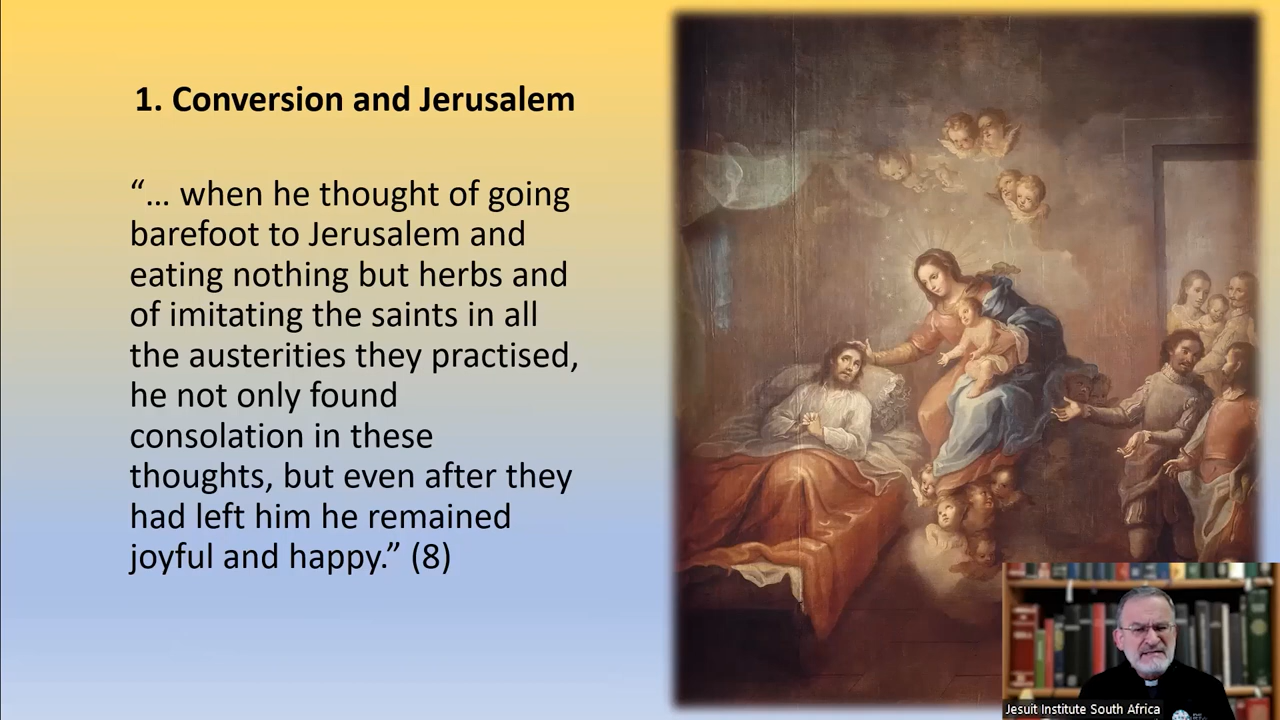 1. Conversion and Jerusalem
“… when he thought of going
barefoot to Jerusalem and
eating nothing but herbs and
of imitating the saints in all
the austerities they practised,
he not only found
consolation in these
thoughts, but even after they
had left him he remained
joyful and happy.” (8)
Jesuit Institute South Africa